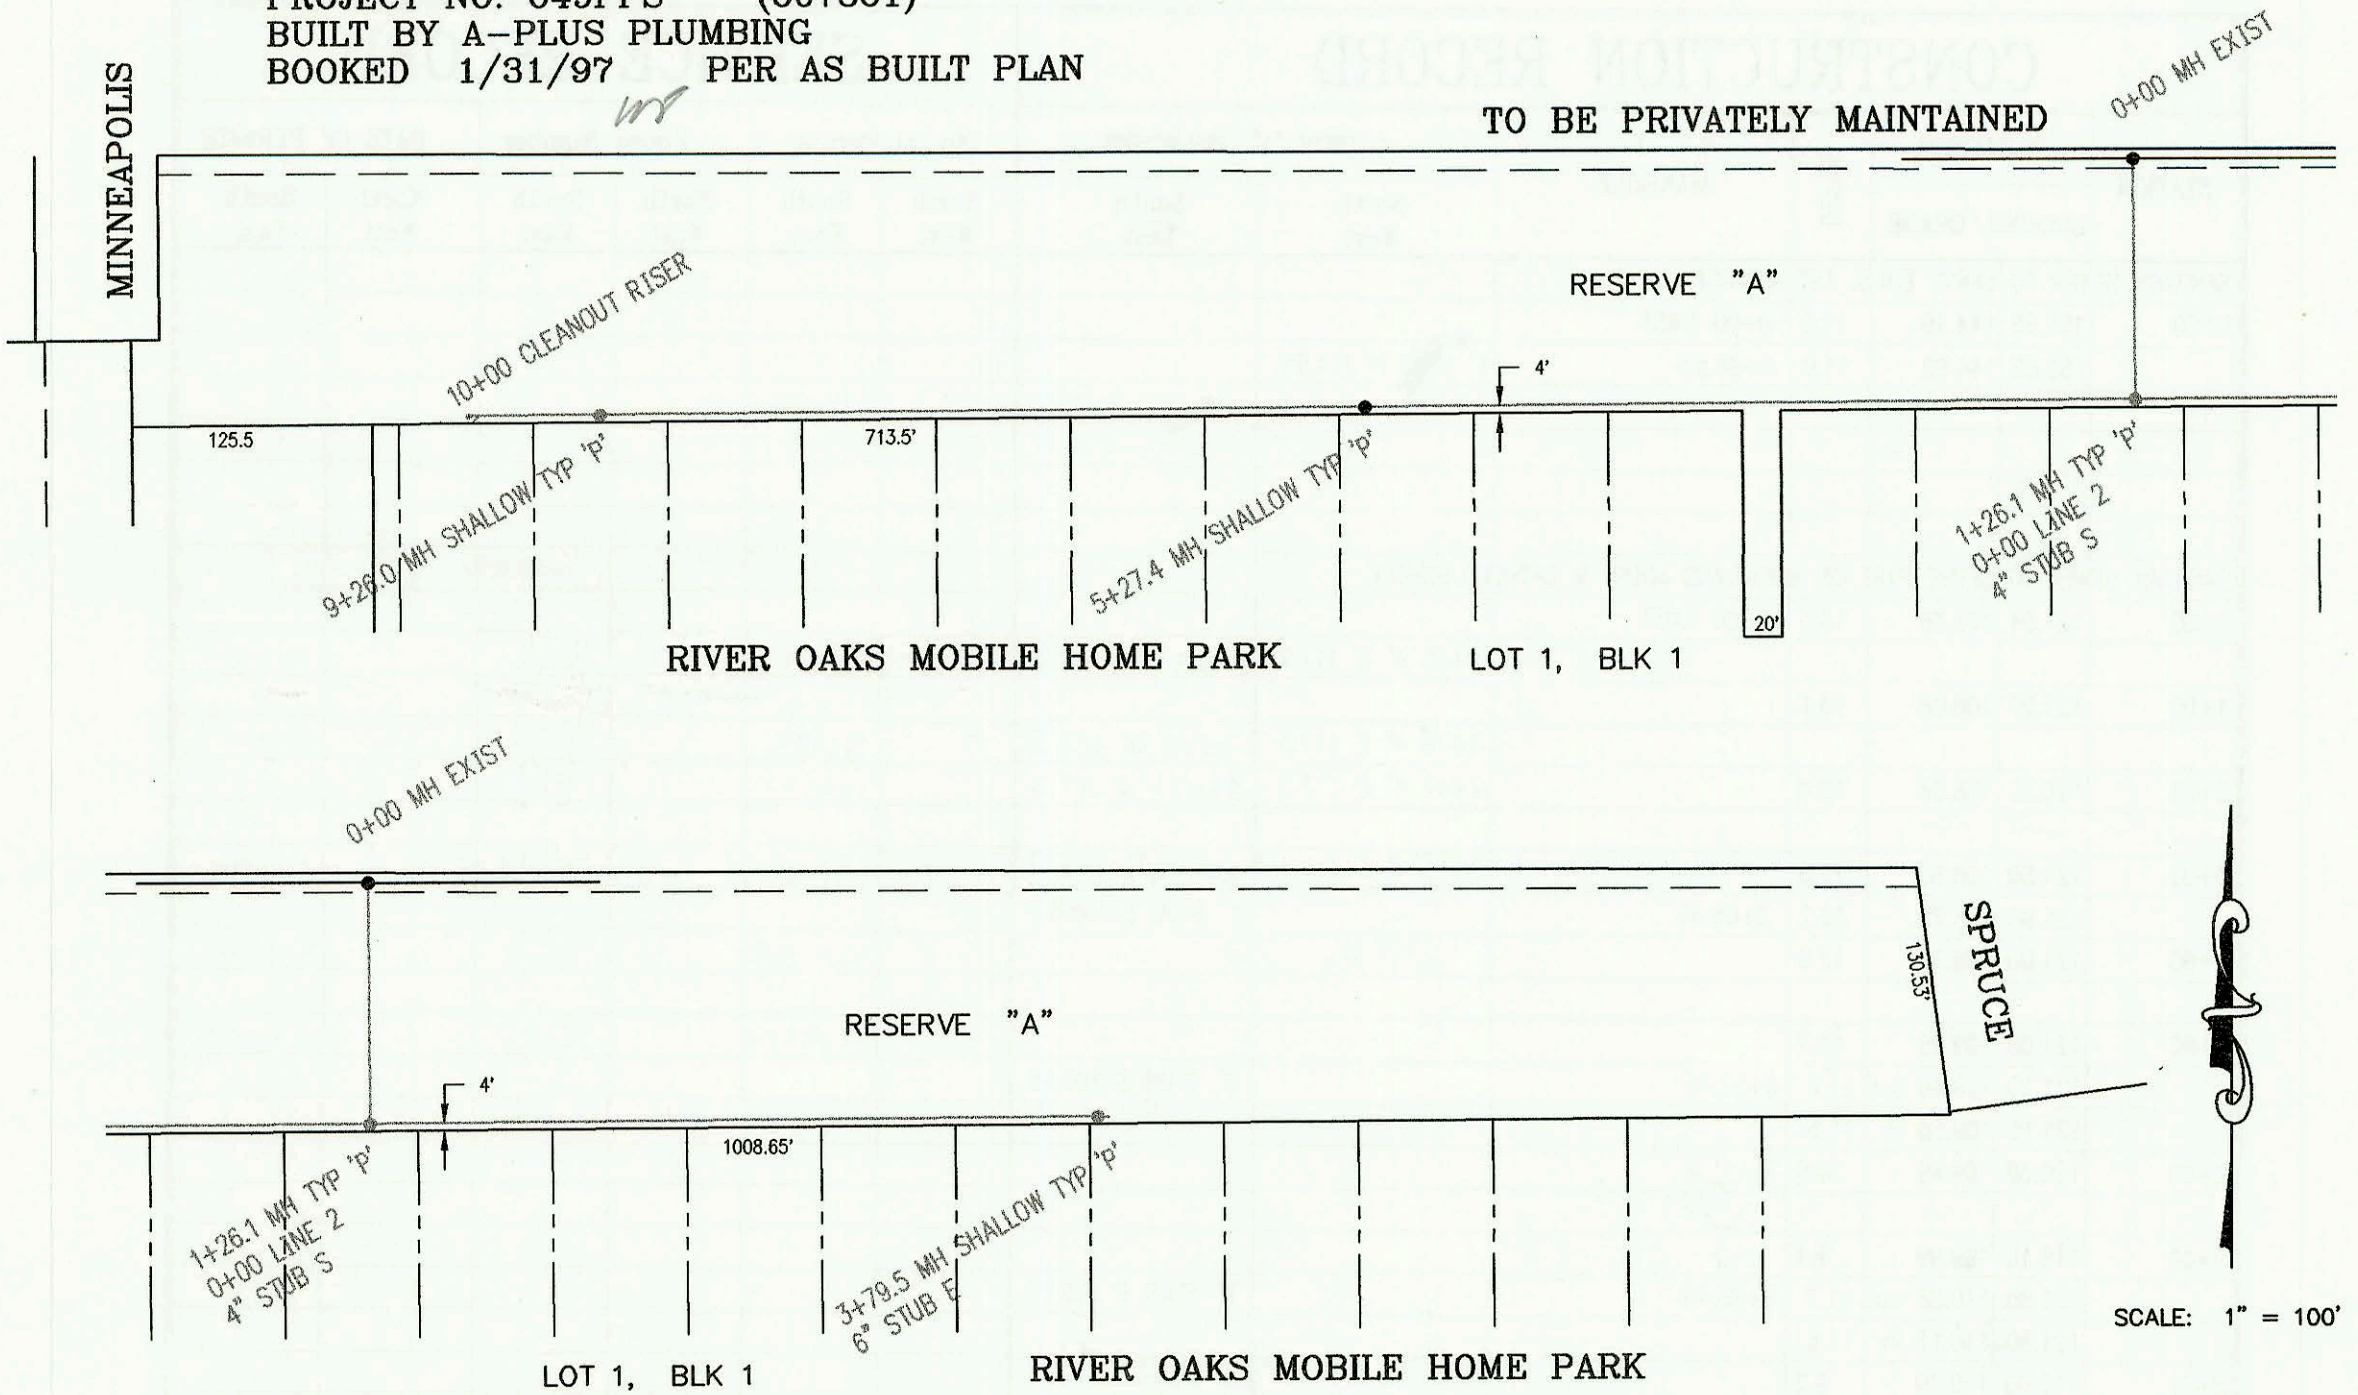 BUILT BY A-PLUS PLUMBING
BOOKED 1/31/97 PER AS BUILT PLAN
MINNEAPOLIS
TO BE PRIVATELY MAINTAINED
0+00 MH EXIST
RESERVE "A"
10+00 CLEANOUT RISER
4'
125.5
713.5'
9+26.0 MH SHALLOW TYP 'P'
5+27.4 MH SHALLOW TYP 'P'
1+26.1 MH TYP 'P'
0+00 LINE 2
4" STUB S
20'
RIVER OAKS MOBILE HOME PARK
LOT 1, BLK 1
0+00 MH EXIST
SPRUCE
130.53'
RESERVE "A"
4'
1008.65'
1+26.1 MH TYP 'P'
0+00 LINE 2
4" STUB S
3+79.5 MH SHALLOW TYP 'P'
6" STUB E
SCALE: 1" = 100'
LOT 1, BLK 1
RIVER OAKS MOBILE HOME PARK